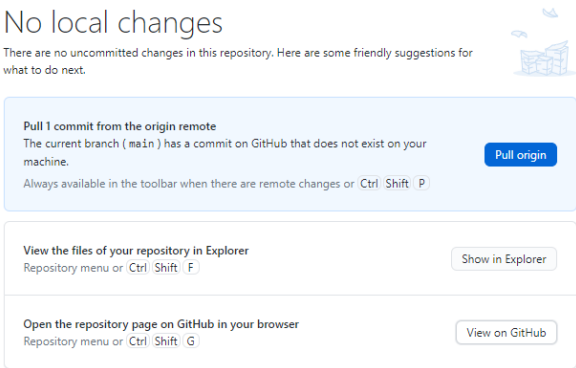 No local changes
There are no uncommitted changes in this repository. Here are some friendly suggestions for
what to do next.
Pull 1 commit from the origin remote
The current branch ( main ) has a commit on GitHub that does not exist on your
machine.
Always available in the toolbar when there are remote changes or Ctrl Shift P
Pull origin
View the files of your repository in Explorer
Repository menu or Ctrl Shift F
Show in Explorer
Open the repository page on GitHub in your browser
Repository menu or Ctrl Shift G
View on GitHub